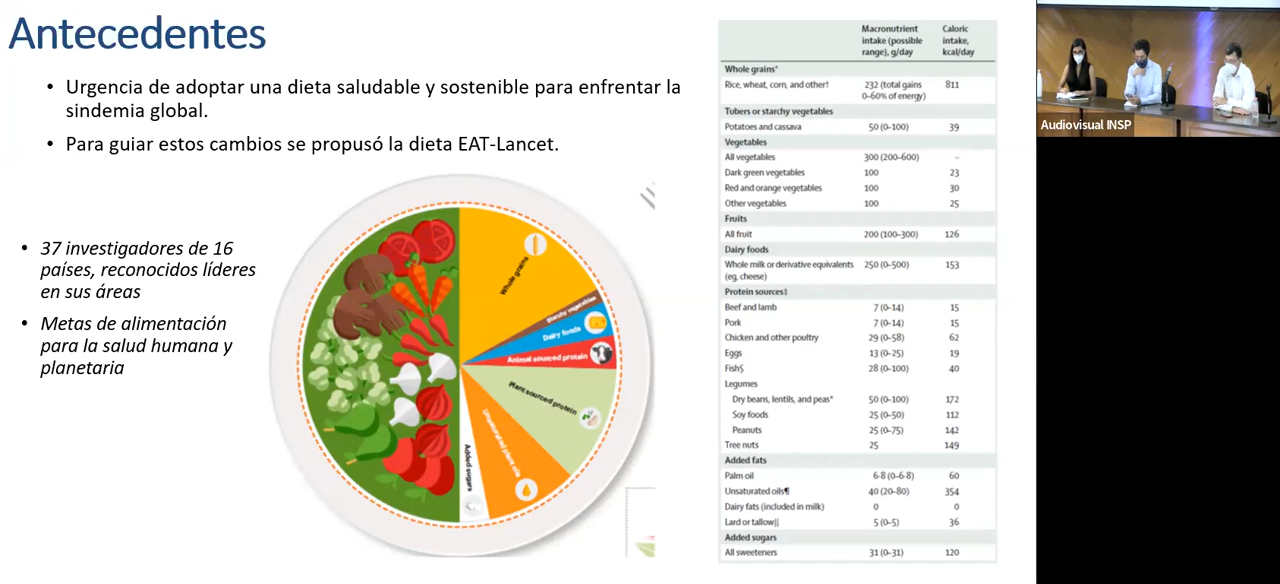 Antecedentes
• Urgencia de adoptar una dieta saludable y sostenible para enfrentar la
sindemia global.
• Para guiar estos cambios se propusó la dieta EAT-Lancet.
• 37 investigadores de 16
países, reconocidos líderes
en sus áreas
• Metas de alimentación
para la salud humana y
planetaria
Whole grains
Starchy vegetables
Dairy foods
Animal sourced protein
Plant sourced protein
Unsaturated plant oils
Added sugars
Macronutrient intake (possible range), g/day Caloric intake, kcal/day
Whole grains*
Rice, wheat, corn, and other† 232 (total gains 0–60% of energy) 811
Tubers or starchy vegetables
Potatoes and cassava 50 (0–100) 39
Vegetables
All vegetables 300 (200–600) –
Dark green vegetables 100 23
Red and orange vegetables 100 30
Other vegetables 100 25
Fruits
All fruit 200 (100–300) 126
Dairy foods
Whole milk or derivative equivalents (eg, cheese) 250 (0–500) 153
Protein sources‡
Beef and lamb 7 (0–14) 15
Pork 7 (0–14) 15
Chicken and other poultry 29 (0–58) 62
Eggs 13 (0–25) 19
Fish§ 28 (0–100) 40
Legumes
Dry beans, lentils, and peas* 50 (0–100) 172
Soy foods 25 (0–50) 112
Peanuts 25 (0–75) 142
Tree nuts 25 149
Added fats
Palm oil 6·8 (0–6·8) 60
Unsaturated oils¶ 40 (20–80) 354
Dairy fats (included in milk) 0 0
Lard or tallow|| 5 (0–5) 36
Added sugars
All sweeteners 31 (0–31) 120
Audiovisual INSP